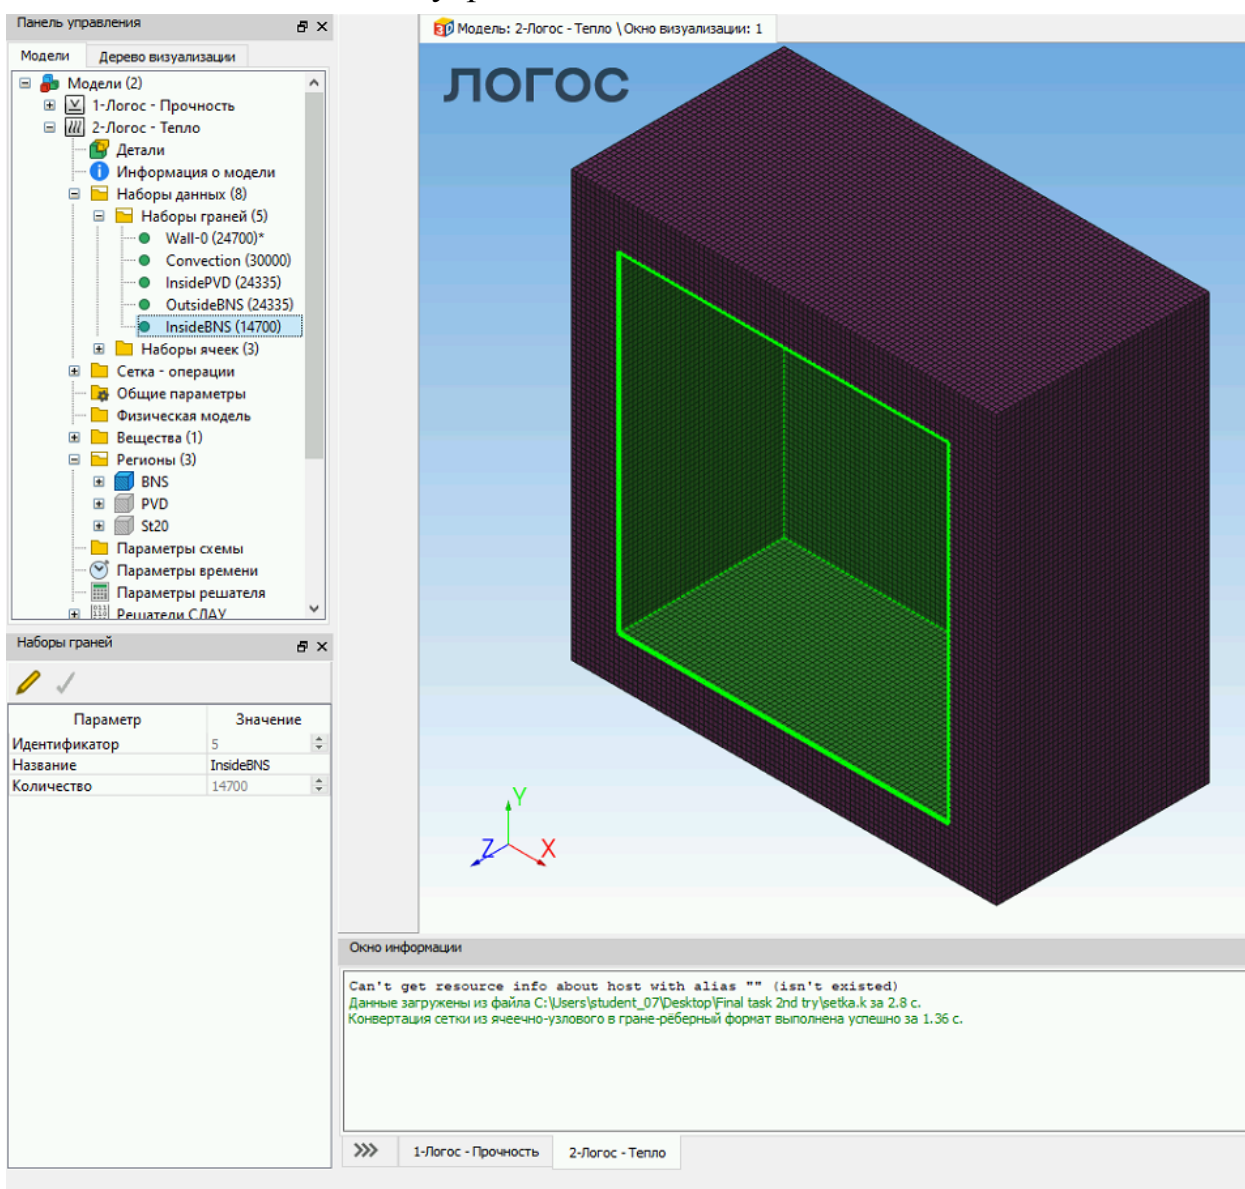 Панель управления
Модели
Дерево визуализации
Модели (2)
1-Логос - Прочность
2-Логос - Тепло
Детали
Информация о модели
Наборы данных (8)
Наборы граней (5)
Wall-0 (24700)*
Convection (30000)
InsidePVD (24335)
OutsideBNS (24335)
InsideBNS (14700)
Наборы ячеек (3)
Сетка - операции
Общие параметры
Физическая модель
Вещества (1)
Регионы (3)
BNS
PVD
St20
Параметры схемы
Параметры времени
Параметры решателя
Решатели СЛАУ
Наборы граней
Параметр Значение
Идентификатор 5
Название InsideBNS
Количество 14700
Модель: 2-Логос - Тепло \ Окно визуализации: 1
ЛОГОС
Y
Z
X
Окно информации
Can't get resource info about host with alias "" (isn't existed)
Данные загружены из файла C:\Users\student_07\Desktop\Final task 2nd try\setka.k за 2.8 с.
Конвертация сетки из ячеечно-узлового в гране-рёберный формат выполнена успешно за 1.36 с.
1-Логос - Прочность
2-Логос - Тепло